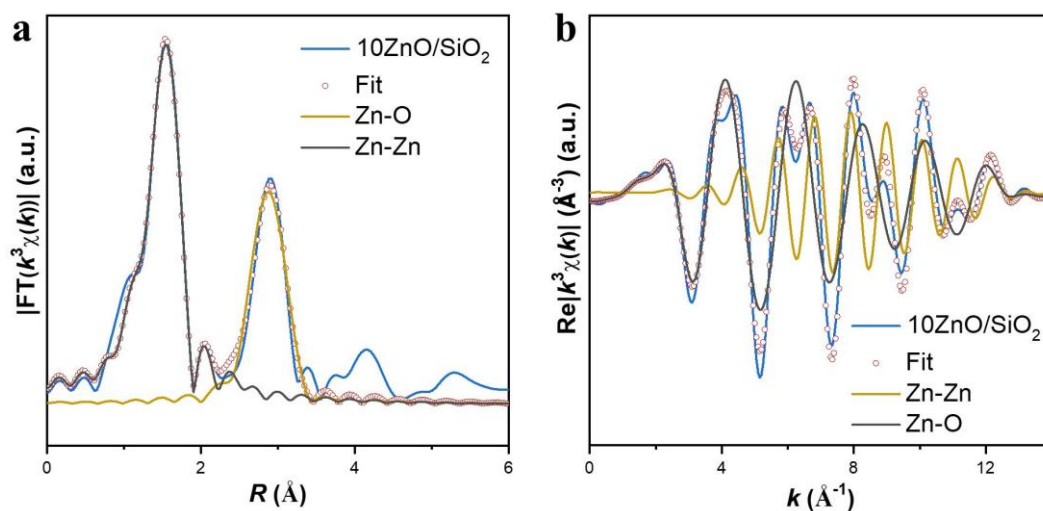 a
10ZnO/SiO₂
Fit
Zn-O
Zn-Zn
|FT(k³χ(k))| (a.u.)
0 2 4 6
R (Å)
b
Re|k³χ(k)| (Å⁻³) (a.u.)
10ZnO/SiO₂
Fit
Zn-Zn
Zn-O
0 4 8 12
k (Å⁻¹)